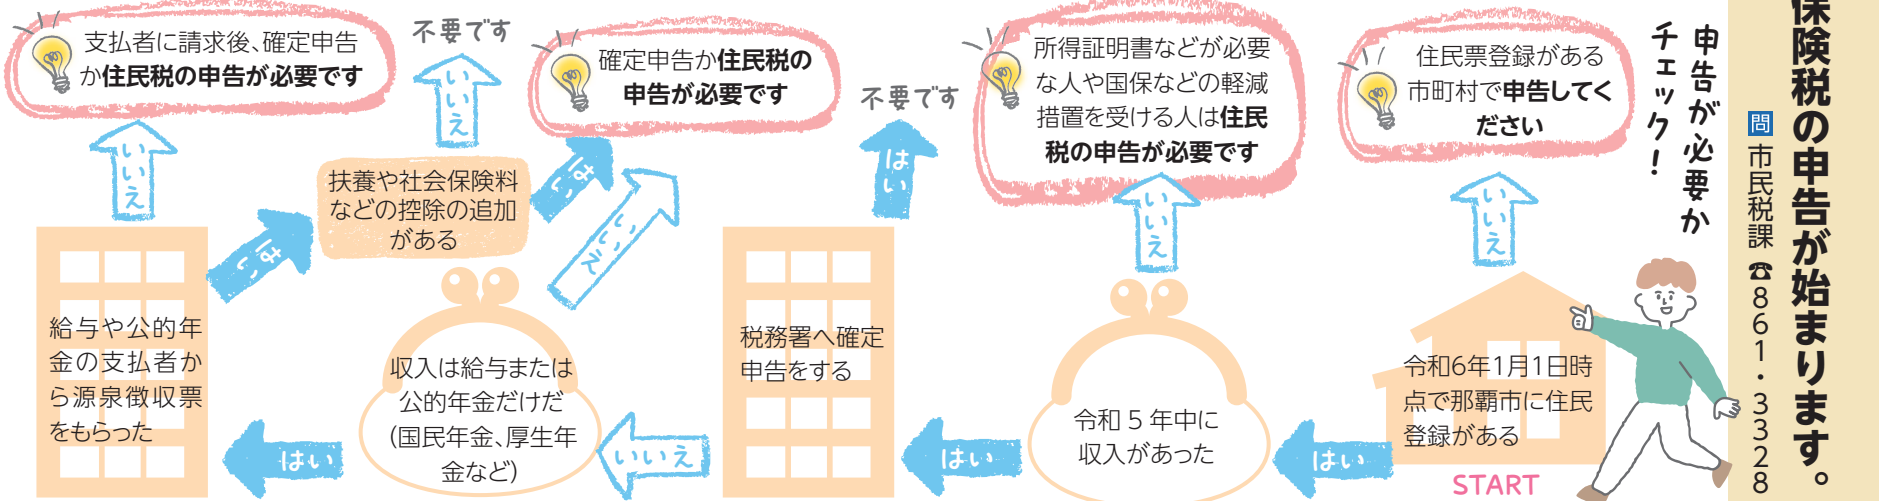 保険税の申告が始まります。
問 市民税課 ☎861・3328
申告が必要か
チェック！
START
令和6年1月1日時
点で那覇市に住民
登録がある
いいえ
住民票登録がある
市町村で申告してく
ださい
はい
令和5年中に
収入があった
いいえ
所得証明書などが必要
な人や国保などの軽減
措置を受ける人は住民
税の申告が必要です
はい
税務署へ確定
申告をする
はい
不要です
いいえ
収入は給与または
公的年金だけだ
(国民年金、厚生年
金など)
いいえ
確定申告か住民税の
申告が必要です
はい
給与や公的年
金の支払者か
ら源泉徴収票
をもらった
はい
扶養や社会保険料
などの控除の追加
がある
はい
いいえ
不要です
いいえ
支払者に請求後、確定申告
か住民税の申告が必要です